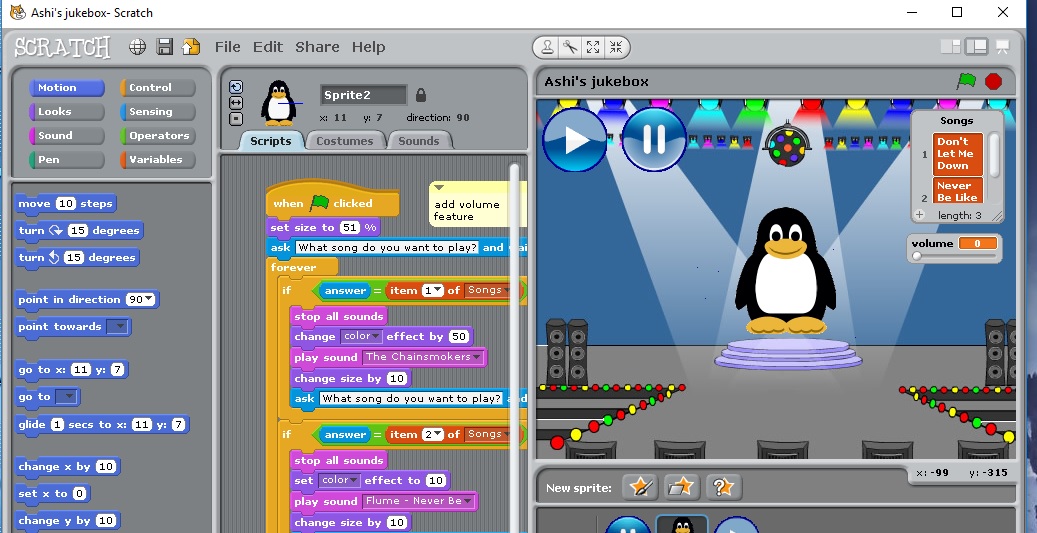 Ashi's jukebox- Scratch
SCRATCH File Edit Share Help
Motion Control
Looks Sensing
Sound Operators
Pen Variables
move 10 steps
turn 15 degrees
turn 15 degrees
point in direction 90
point towards
go to x: 11 y: 7
go to
glide 1 secs to x: 11 y: 7
change x by 10
set x to 0
change y by 10
Sprite2
x: 11 y: 7 direction: 90
Scripts Costumes Sounds
when clicked
set size to 51 %
ask What song do you want to play? and
forever
if answer = item 1 of Songs
stop all sounds
change color effect by 50
play sound The Chainsmokers
change size by 10
ask What song do you want to play?
if answer = item 2 of Songs
stop all sounds
set color effect to 10
play sound Flume - Never Be
change size by 10
add volume
feature
Ashi's jukebox
Songs
1 Don't
Let Me
Down
2 Never
Be Like
+ length: 3
volume 0
x: -99 y: -315
New sprite: